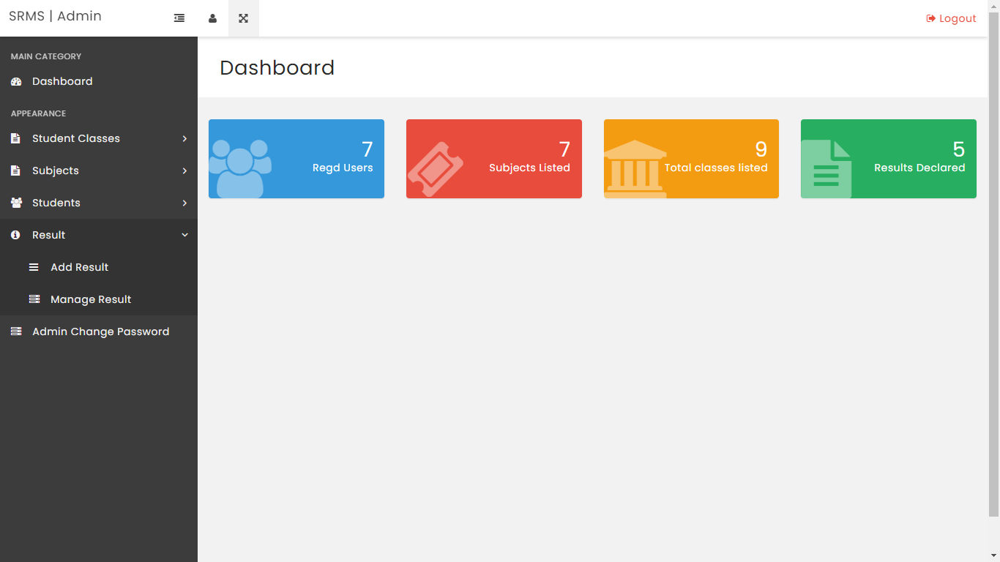 SRMS | Admin
Logout
MAIN CATEGORY
Dashboard
APPEARANCE
Student Classes
Subjects
Students
Result
Add Result
Manage Result
Admin Change Password
Dashboard
7
Regd Users
7
Subjects Listed
9
Total classes listed
5
Results Declared